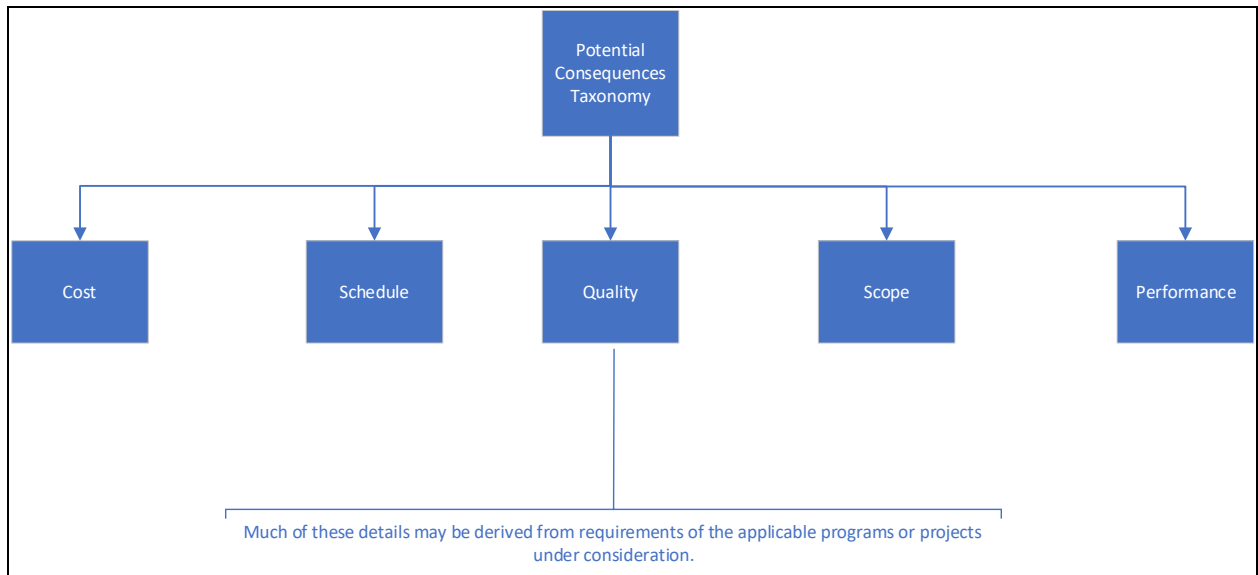 Potential
Consequences
Taxonomy
Cost
Schedule
Quality
Scope
Performance
Much of these details may be derived from requirements of the applicable programs or projects
under consideration.